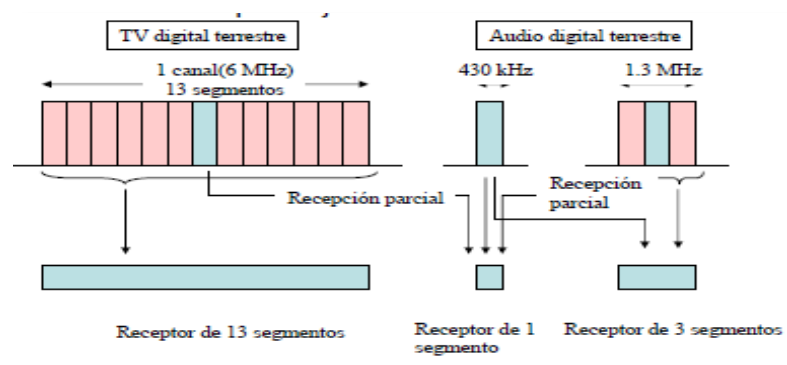 TV digital terrestre
Audio digital terrestre
1 canal(6 MHz)
13 segmentos
430 kHz
1.3 MHz
Recepción parcial
Recepción
parcial
Receptor de 13 segmentos
Receptor de 1
segmento
Receptor de 3 segmentos